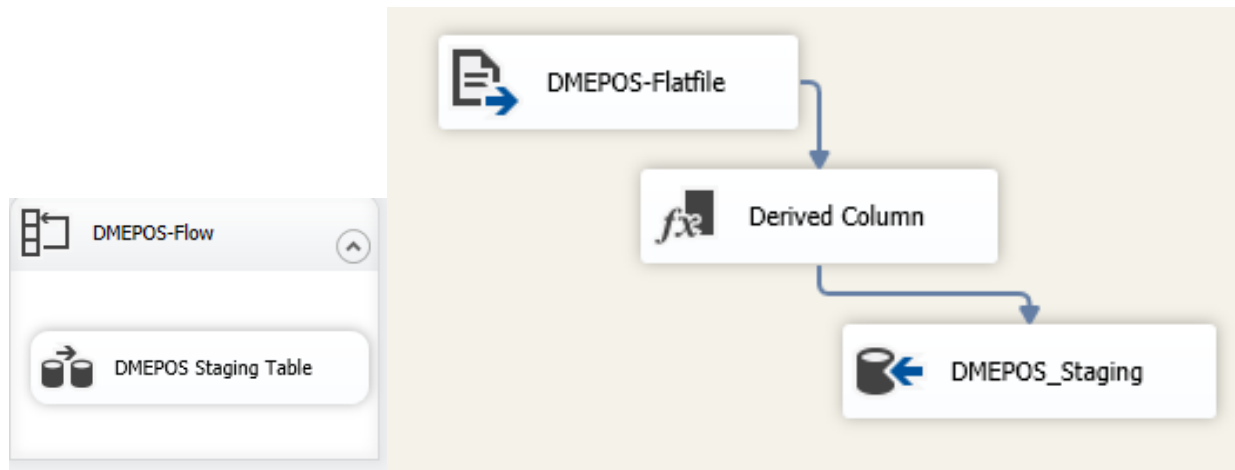 DMEPOS-Flow
DMEPOS Staging Table
DMEPOS-Flatfile
Derived Column
DMEPOS_Staging